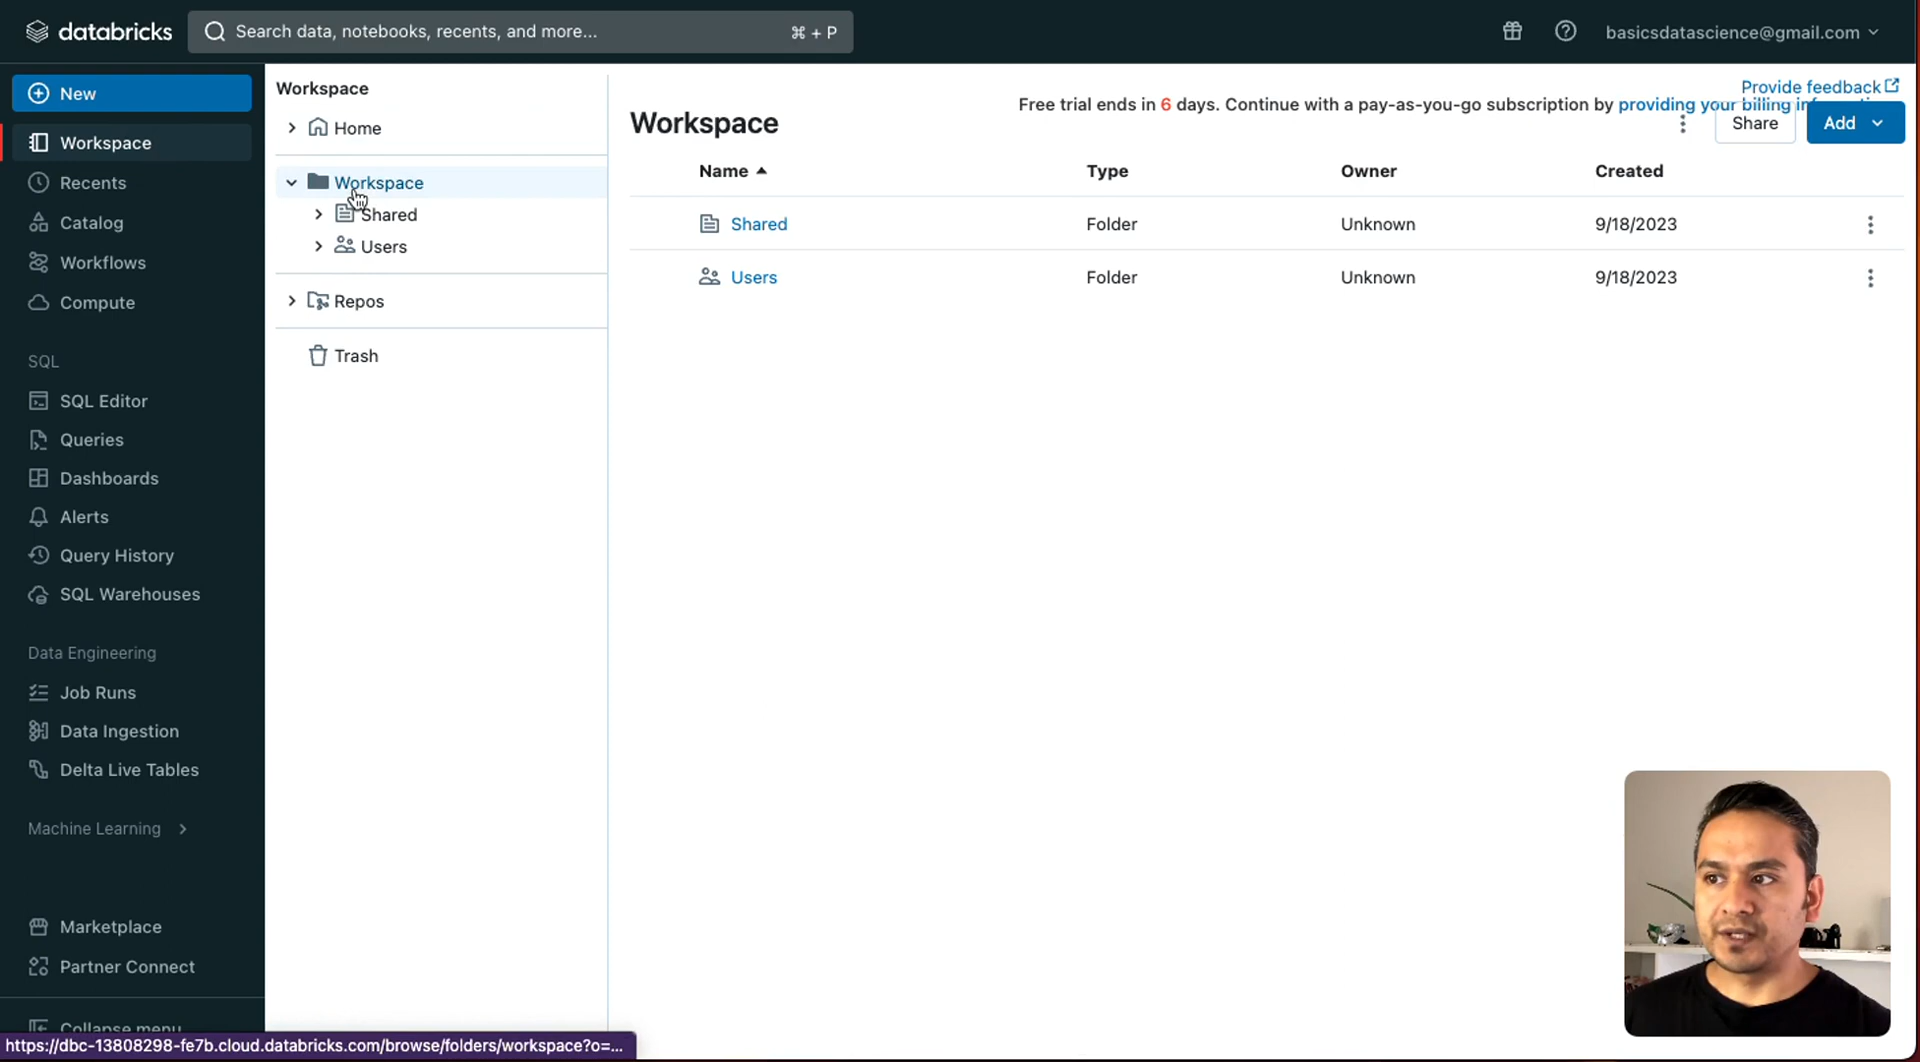 databricks
Search data, notebooks, recents, and more...
⌘ + P
basicsdatascience@gmail.com
New
Workspace
Recents
Catalog
Workflows
Compute
SQL
SQL Editor
Queries
Dashboards
Alerts
Query History
SQL Warehouses
Data Engineering
Job Runs
Data Ingestion
Delta Live Tables
Machine Learning
Marketplace
Partner Connect
Collapse menu
https://dbc-13808298-fe7b.cloud.databricks.com/browse/folders/workspace?o=...
Workspace
Home
Workspace
Shared
Users
Repos
Trash
Provide feedback
Free trial ends in 6 days. Continue with a pay-as-you-go subscription by providing your billing
Workspace
Share
Add
Name Type Owner Created
Shared Folder Unknown 9/18/2023
Users Folder Unknown 9/18/2023